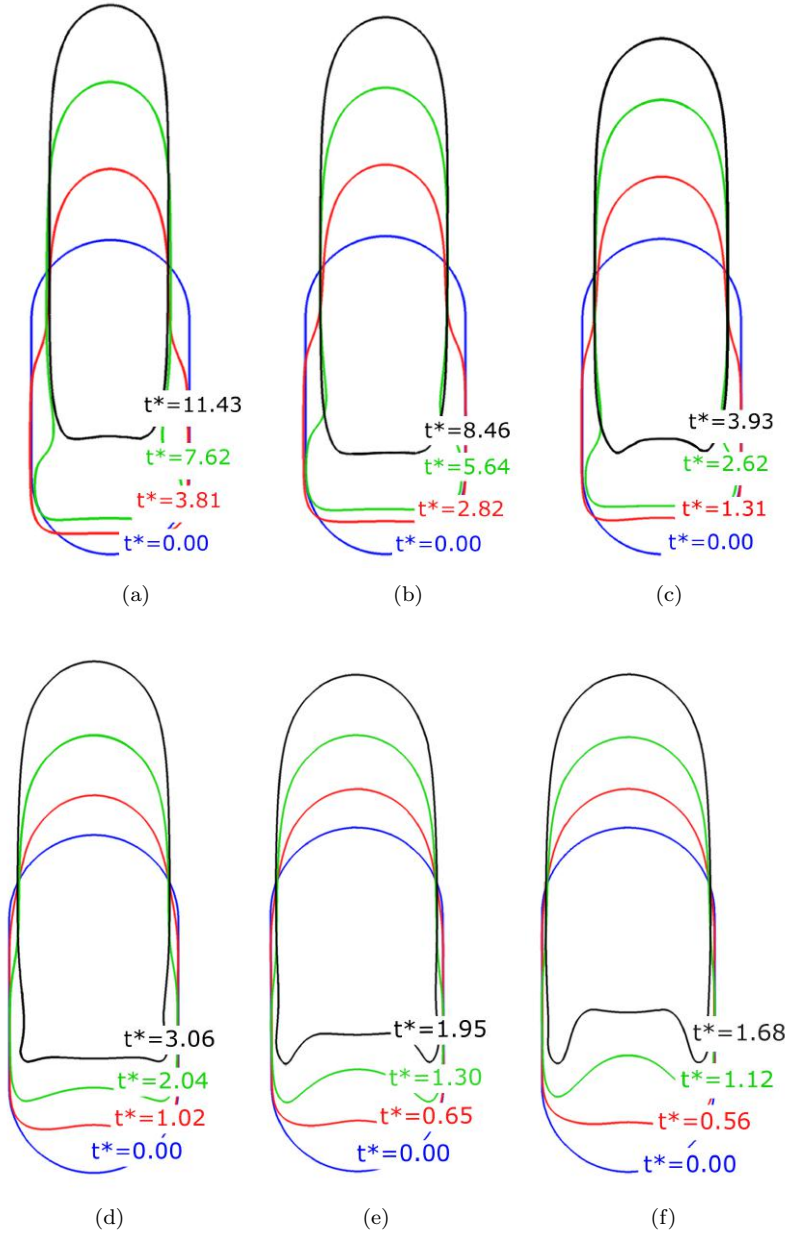 t*=11.43
t*=7.62
t*=3.81
t*=0.00
(a)
t*=8.46
t*=5.64
t*=2.82
t*=0.00
(b)
t*=3.93
t*=2.62
t*=1.31
t*=0.00
(c)
t*=3.06
t*=2.04
t*=1.02
t*=0.00
(d)
t*=1.95
t*=1.30
t*=0.65
t*=0.00
(e)
t*=1.68
t*=1.12
t*=0.56
t*=0.00
(f)